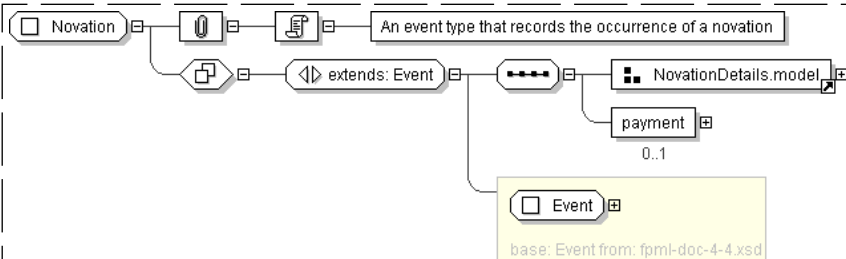 Novation
An event type that records the occurrence of a novation
extends: Event
NovationDetails.model
payment
0..1
Event
base: Event from: fpml-doc-4-4.xsd